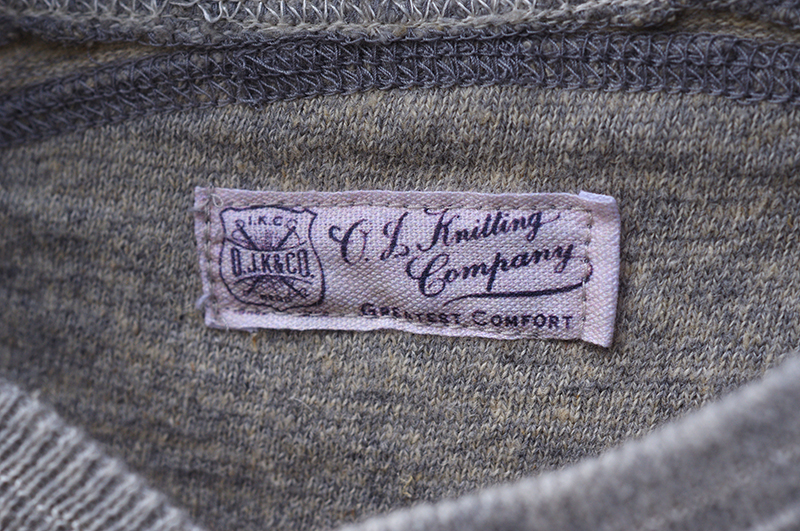 O.J.K&CO.
O. J. Knitting
Company
GREATEST COMFORT